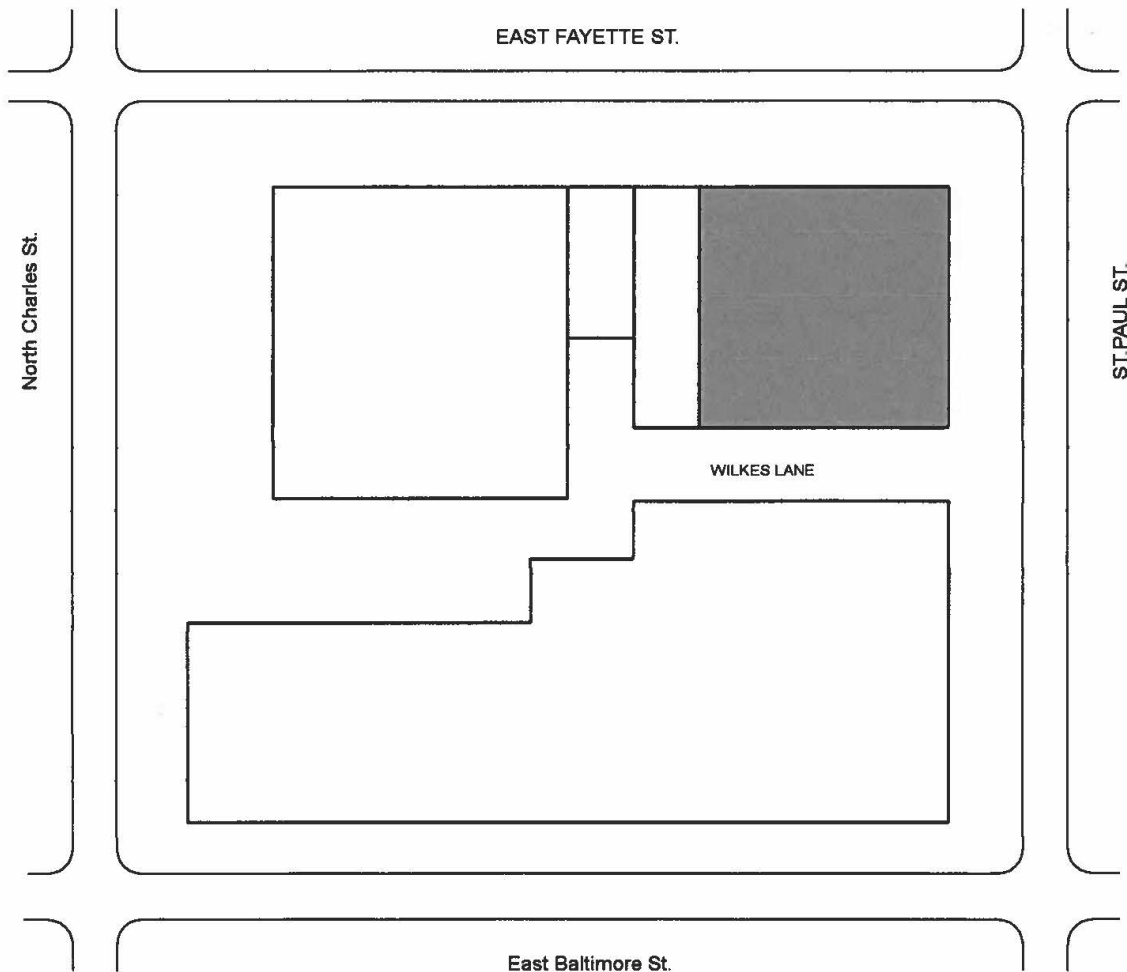 EAST FAYETTE ST.
North Charles St.
ST.PAUL ST.
WILKES LANE
East Baltimore St.